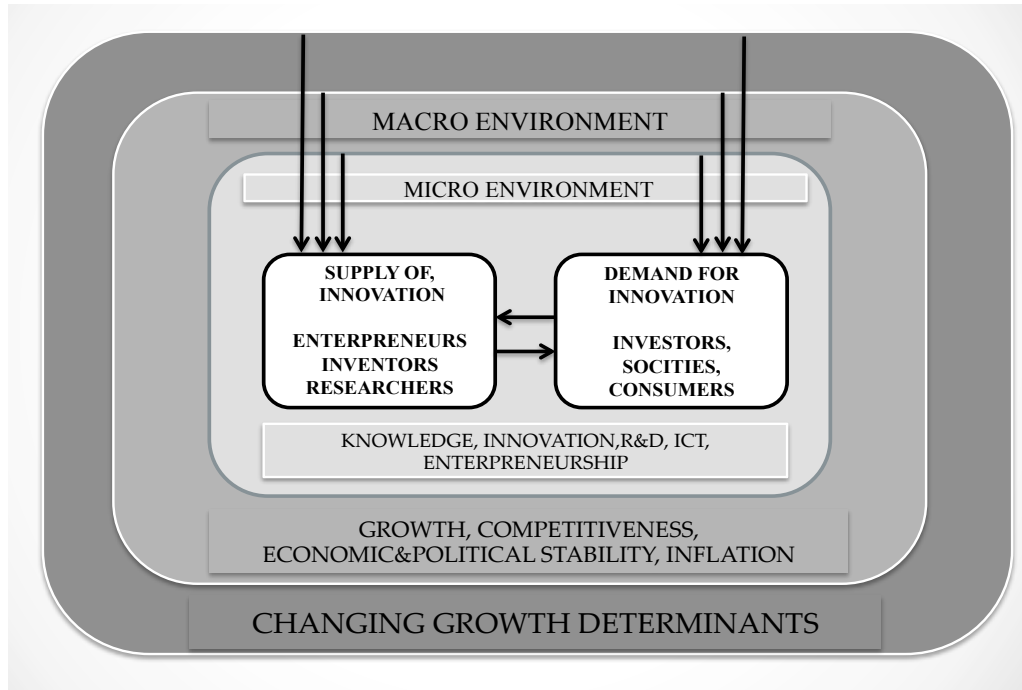 MACRO ENVIRONMENT
MICRO ENVIRONMENT
SUPPLY OF,
INNOVATION
ENTERPRENEURS
INVENTORS
RESEARCHERS
DEMAND FOR
INNOVATION
INVESTORS,
SOCITIES,
CONSUMERS
KNOWLEDGE, INNOVATION,R&D, ICT,
ENTERPRENEURSHIP
GROWTH, COMPETITIVENESS,
ECONOMIC&POLITICAL STABILITY, INFLATION
CHANGING GROWTH DETERMINANTS